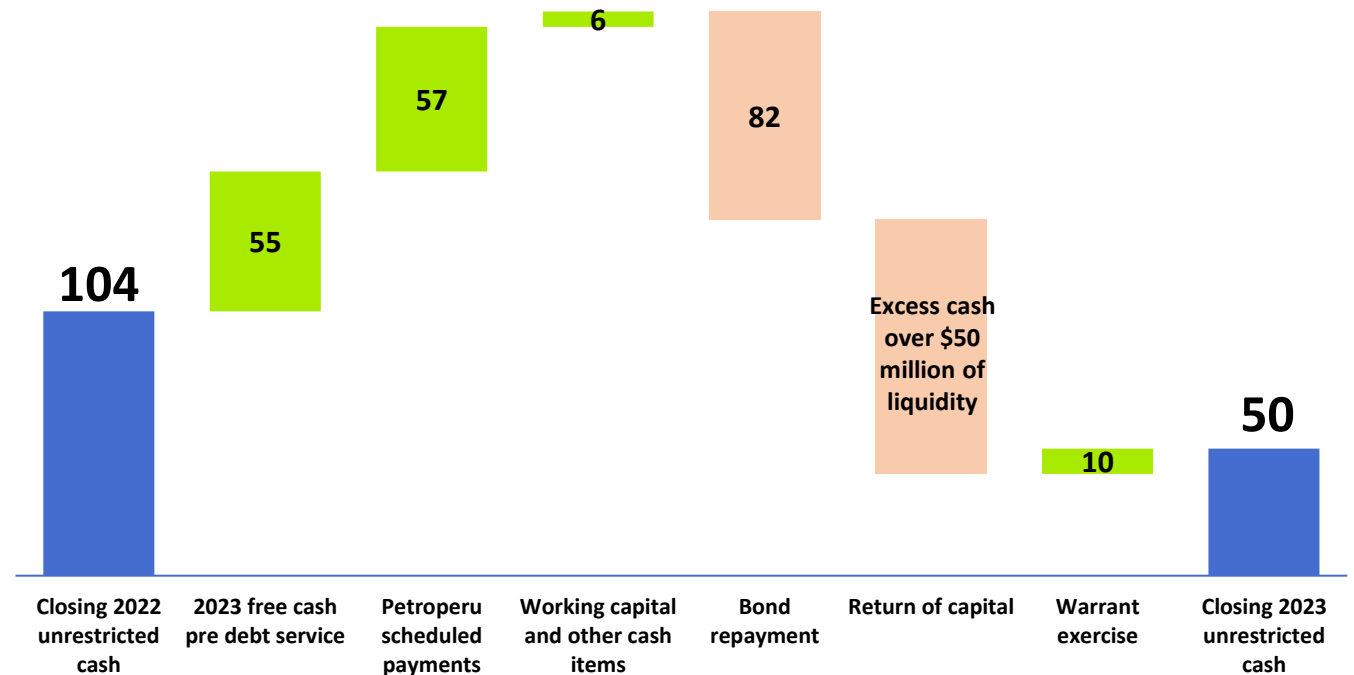 6
57
82
55
104
Excess cash
over $50
million of
liquidity
50
10
Closing 2022
unrestricted
cash
2023 free cash
pre debt service
Petroperu
scheduled
payments
Working capital
and other cash
items
Bond
repayment
Return of capital
Warrant
exercise
Closing 2023
unrestricted
cash